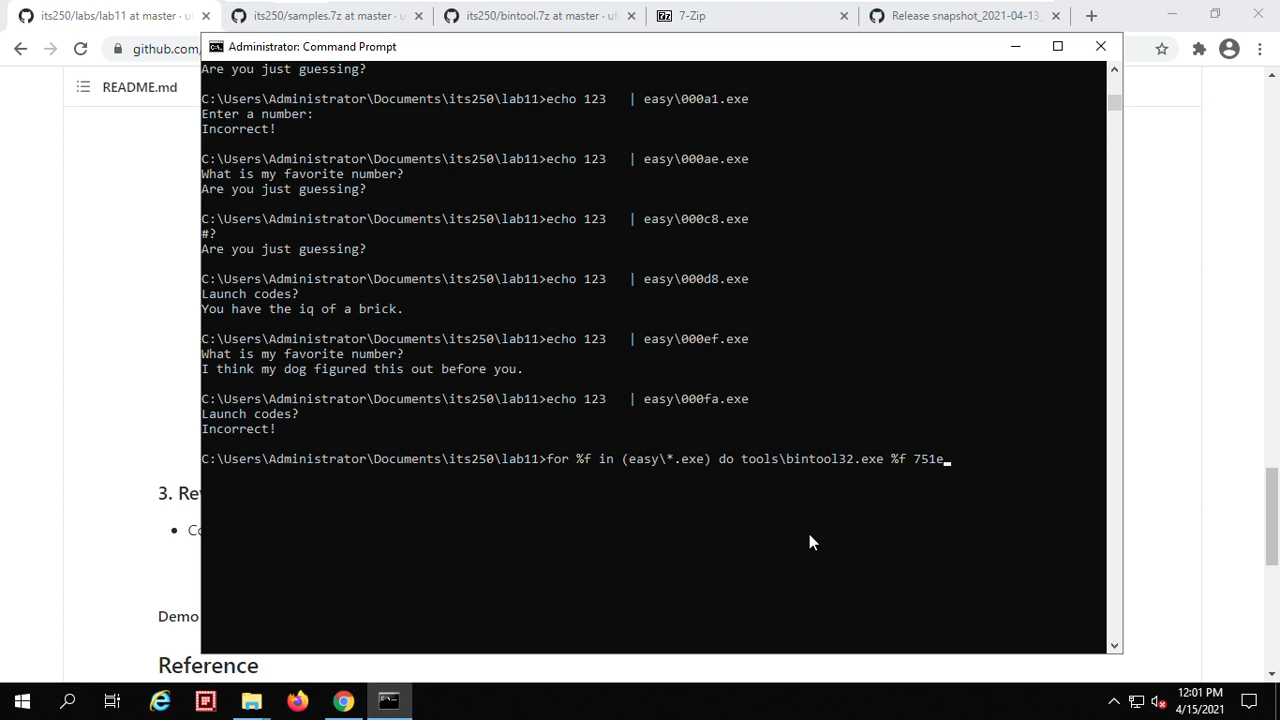 its250/labs/lab11 at master · u
its250/samples.7z at master · u
its250/bintool.7z at master · uf
7-Zip
Release snapshot_2021-04-13_
github.com
Administrator: Command Prompt
README.md
Are you just guessing?
C:\Users\Administrator\Documents\its250\lab11>echo 123   | easy\000a1.exe
Enter a number:
Incorrect!
C:\Users\Administrator\Documents\its250\lab11>echo 123   | easy\000ae.exe
What is my favorite number?
Are you just guessing?
C:\Users\Administrator\Documents\its250\lab11>echo 123   | easy\000c8.exe
#?
Are you just guessing?
C:\Users\Administrator\Documents\its250\lab11>echo 123   | easy\000d8.exe
Launch codes?
You have the iq of a brick.
C:\Users\Administrator\Documents\its250\lab11>echo 123   | easy\000ef.exe
What is my favorite number?
I think my dog figured this out before you.
C:\Users\Administrator\Documents\its250\lab11>echo 123   | easy\000fa.exe
Launch codes?
Incorrect!
C:\Users\Administrator\Documents\its250\lab11>for %f in (easy\*.exe) do tools\bintool32.exe %f 751e_
3. Re
Co
Demo
Reference
12:01 PM
4/15/2021